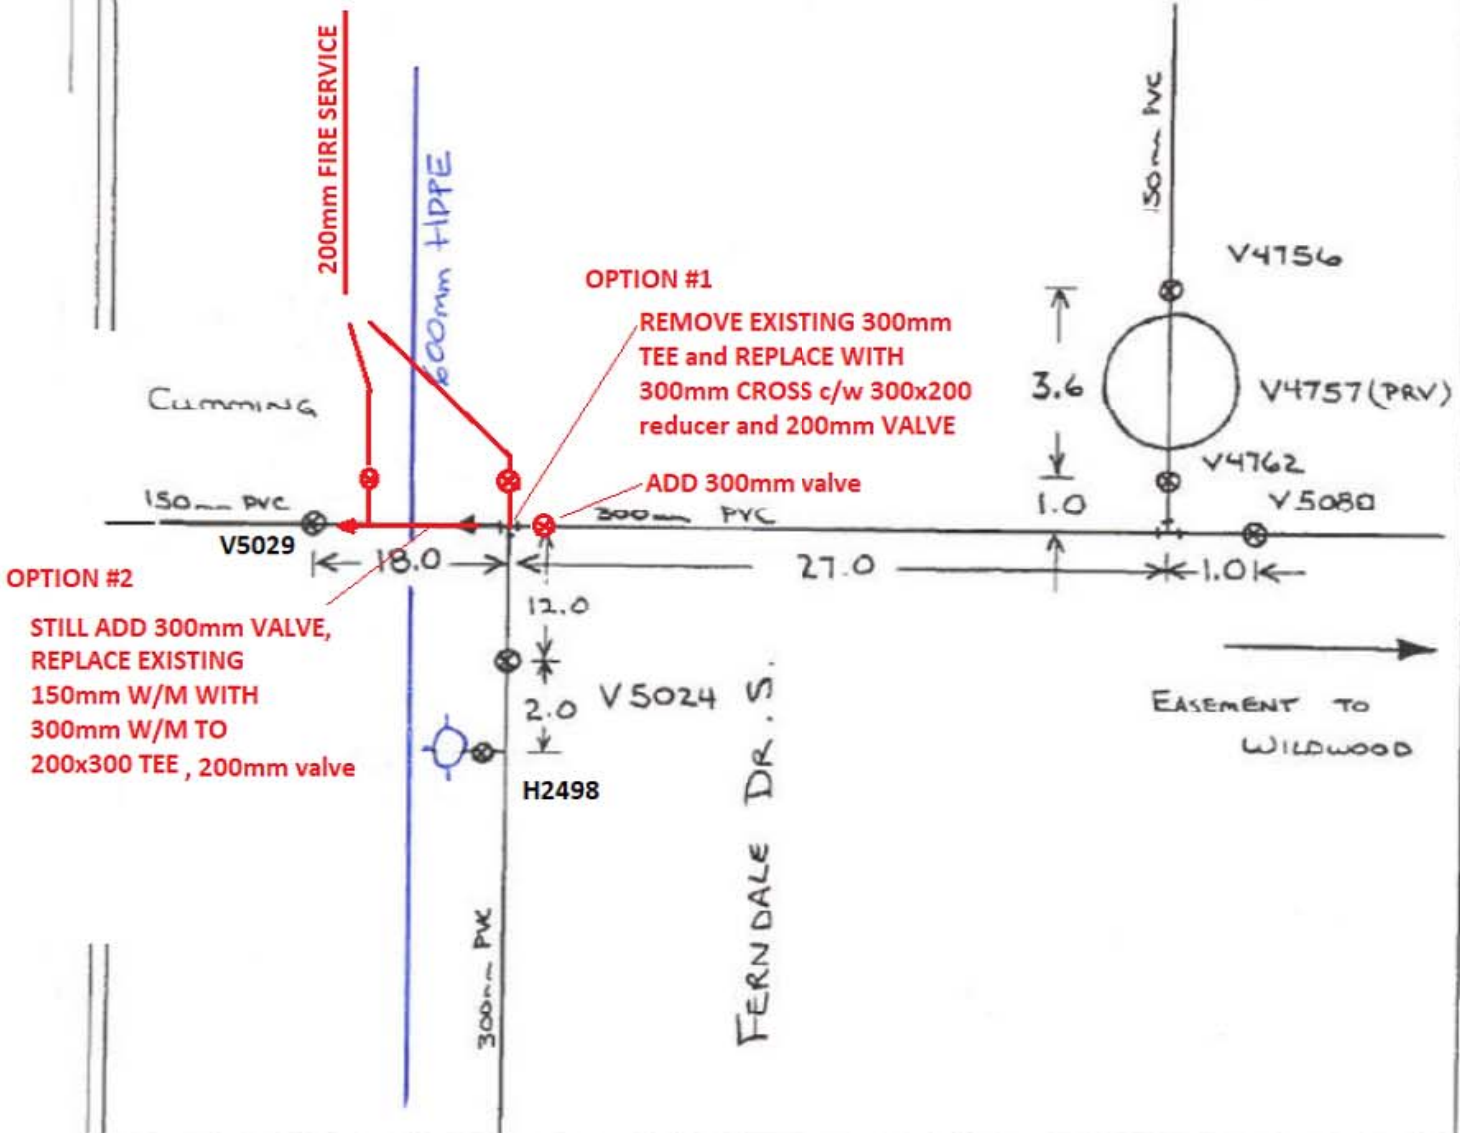 200mm FIRE SERVICE
600mm HDPE
150mm PVC
V4756
OPTION #1
REMOVE EXISTING 300mm
TEE and REPLACE WITH
300mm CROSS c/w 300x200
reducer and 200mm VALVE
3.6
V4757(PRV)
CUMMING
V4762
ADD 300mm valve
1.0
V5080
150mm PVC
300mm PVC
V5029
18.0
27.0
1.0
OPTION #2
12.0
STILL ADD 300mm VALVE,
REPLACE EXISTING
150mm W/M WITH
300mm W/M TO
200x300 TEE , 200mm valve
V5024
2.0
H2498
EASEMENT TO
WILDWOOD
FERNDALE DR. S.
300mm PVC